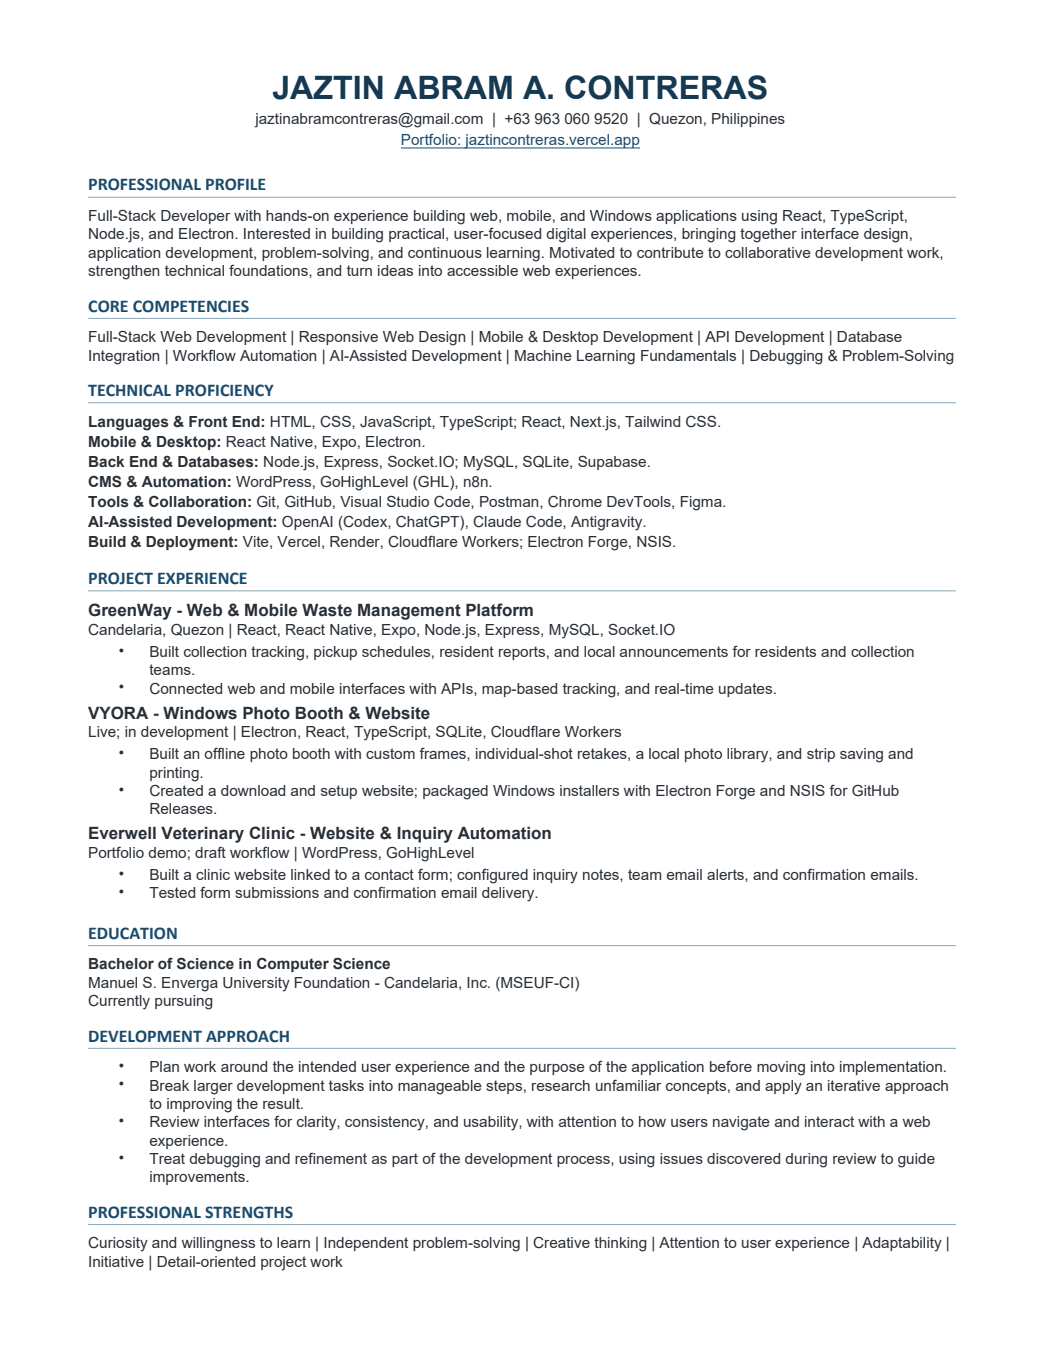 JAZTIN ABRAM A. CONTRERAS
jaztinabramcontreras@gmail.com | +63 963 060 9520 | Quezon, Philippines
Portfolio: jaztincontreras.vercel.app
PROFESSIONAL PROFILE
Full-Stack Developer with hands-on experience building web, mobile, and Windows applications using React, TypeScript,
Node.js, and Electron. Interested in building practical, user-focused digital experiences, bringing together interface design,
application development, problem-solving, and continuous learning. Motivated to contribute to collaborative development work,
strengthen technical foundations, and turn ideas into accessible web experiences.
CORE COMPETENCIES
Full-Stack Web Development | Responsive Web Design | Mobile & Desktop Development | API Development | Database
Integration | Workflow Automation | AI-Assisted Development | Machine Learning Fundamentals | Debugging & Problem-Solving
TECHNICAL PROFICIENCY
Languages & Front End: HTML, CSS, JavaScript, TypeScript; React, Next.js, Tailwind CSS.
Mobile & Desktop: React Native, Expo, Electron.
Back End & Databases: Node.js, Express, Socket.IO; MySQL, SQLite, Supabase.
CMS & Automation: WordPress, GoHighLevel (GHL), n8n.
Tools & Collaboration: Git, GitHub, Visual Studio Code, Postman, Chrome DevTools, Figma.
AI-Assisted Development: OpenAI (Codex, ChatGPT), Claude Code, Antigravity.
Build & Deployment: Vite, Vercel, Render, Cloudflare Workers; Electron Forge, NSIS.
PROJECT EXPERIENCE
GreenWay - Web & Mobile Waste Management Platform
Candelaria, Quezon | React, React Native, Expo, Node.js, Express, MySQL, Socket.IO
• Built collection tracking, pickup schedules, resident reports, and local announcements for residents and collection
teams.
• Connected web and mobile interfaces with APIs, map-based tracking, and real-time updates.
VYORA - Windows Photo Booth & Website
Live; in development | Electron, React, TypeScript, SQLite, Cloudflare Workers
• Built an offline photo booth with custom frames, individual-shot retakes, a local photo library, and strip saving and
printing.
• Created a download and setup website; packaged Windows installers with Electron Forge and NSIS for GitHub
Releases.
Everwell Veterinary Clinic - Website & Inquiry Automation
Portfolio demo; draft workflow | WordPress, GoHighLevel
• Built a clinic website linked to a contact form; configured inquiry notes, team email alerts, and confirmation emails.
• Tested form submissions and confirmation email delivery.
EDUCATION
Bachelor of Science in Computer Science
Manuel S. Enverga University Foundation - Candelaria, Inc. (MSEUF-CI)
Currently pursuing
DEVELOPMENT APPROACH
• Plan work around the intended user experience and the purpose of the application before moving into implementation.
• Break larger development tasks into manageable steps, research unfamiliar concepts, and apply an iterative approach
to improving the result.
• Review interfaces for clarity, consistency, and usability, with attention to how users navigate and interact with a web
experience.
• Treat debugging and refinement as part of the development process, using issues discovered during review to guide
improvements.
PROFESSIONAL STRENGTHS
Curiosity and willingness to learn | Independent problem-solving | Creative thinking | Attention to user experience | Adaptability |
Initiative | Detail-oriented project work